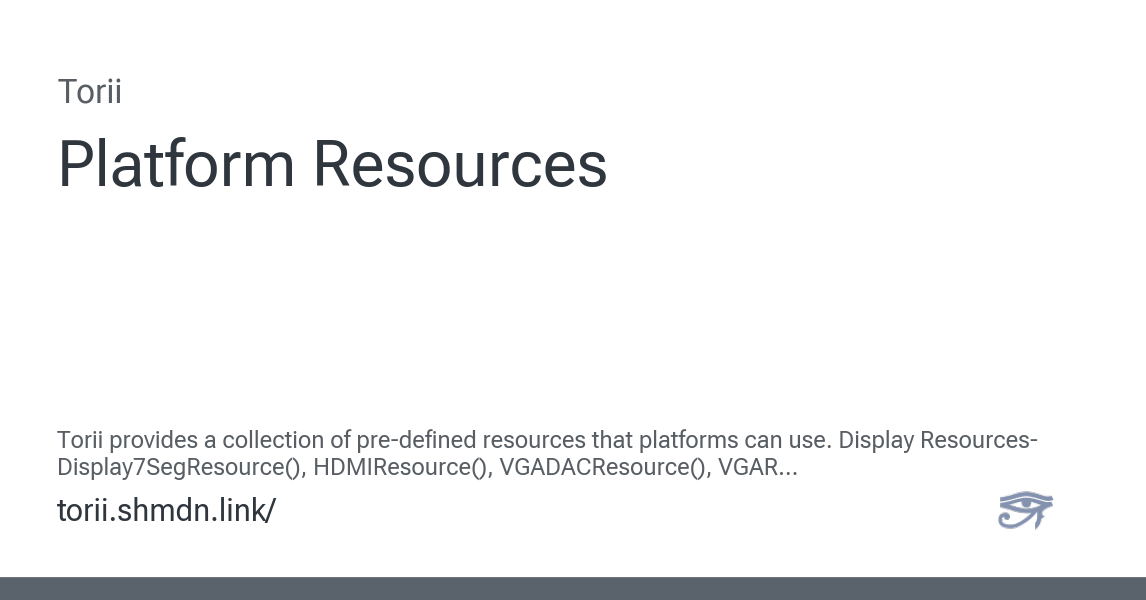 Torii
Platform Resources
Torii provides a collection of pre-defined resources that platforms can use. Display Resources-
Display7SegResource(), HDMIResource(), VGADACResource(), VGAR...
torii.shmdn.link/